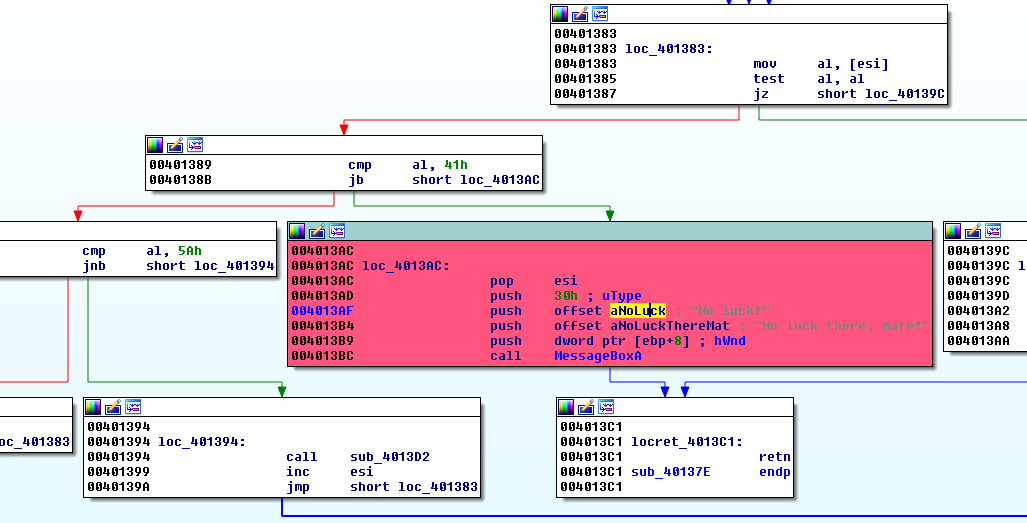 00401383
00401383 loc_401383:
00401383 mov al, [esi]
00401385 test al, al
00401387 jz short loc_40139C
00401389 cmp al, 41h
0040138B jb short loc_4013AC
cmp al, 5Ah
jnb short loc_401394
004013AC
004013AC loc_4013AC:
004013AC pop esi
004013AD push 30h ; uType
004013AF push offset aNoLuck ; "No luck!"
004013B4 push offset aNoLuckThereMat ; "No luck there, mate!"
004013B9 push dword ptr [ebp+8] ; hWnd
004013BC call MessageBoxA
0040139C
0040139C l
0040139C
0040139D
004013A2
004013A8
004013AA
oc_401383
00401394
00401394 loc_401394:
00401394 call sub_4013D2
00401399 inc esi
0040139A jmp short loc_401383
004013C1
004013C1 locret_4013C1:
004013C1 retn
004013C1 sub_40137E endp
004013C1